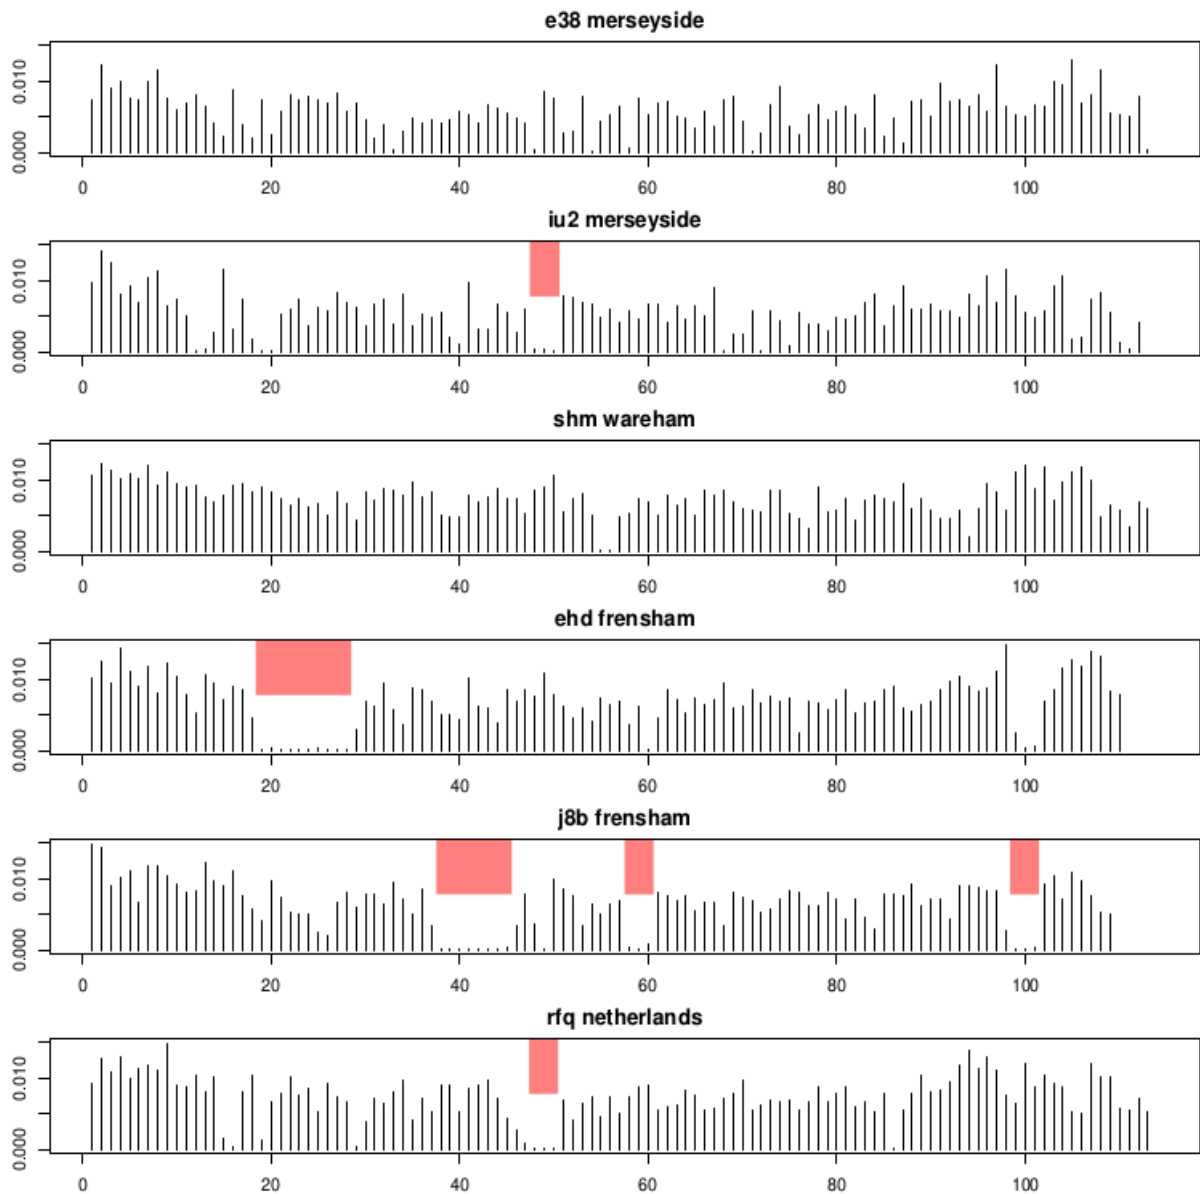 e38 merseyside
0.010
0.000
0 20 40 60 80 100
iu2 merseyside
0.010
0.000
0 20 40 60 80 100
shm wareham
0.010
0.000
0 20 40 60 80 100
ehd frensham
0.010
0.000
0 20 40 60 80 100
j8b frensham
0.010
0.000
0 20 40 60 80 100
rfq netherlands
0.010
0.000
0 20 40 60 80 100